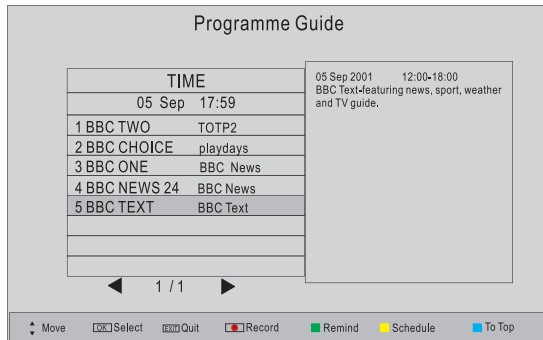 Programme Guide
TIME
05 Sep 17:59
1 BBC TWO TOTP2
2 BBC CHOICE playdays
3 BBC ONE BBC News
4 BBC NEWS 24 BBC News
5 BBC TEXT BBC Text
1 / 1
05 Sep 2001 12:00-18:00
BBC Text-featuring news, sport, weather
and TV guide.
Move OK Select EXIT Quit Record Remind Schedule To Top